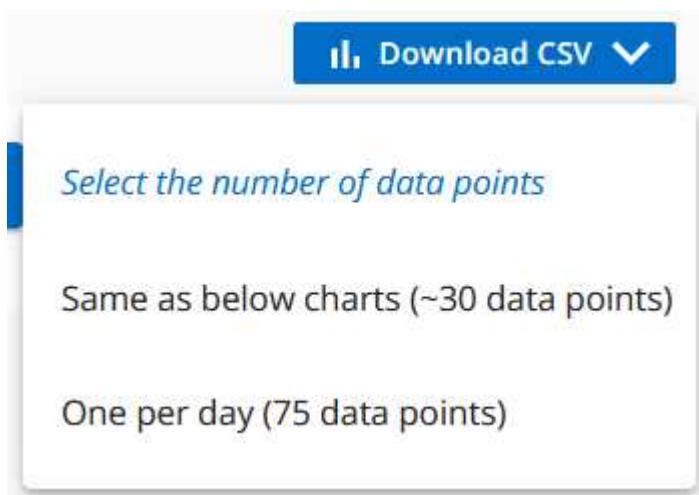 Download CSV
Select the number of data points
Same as below charts (~30 data points)
One per day (75 data points)